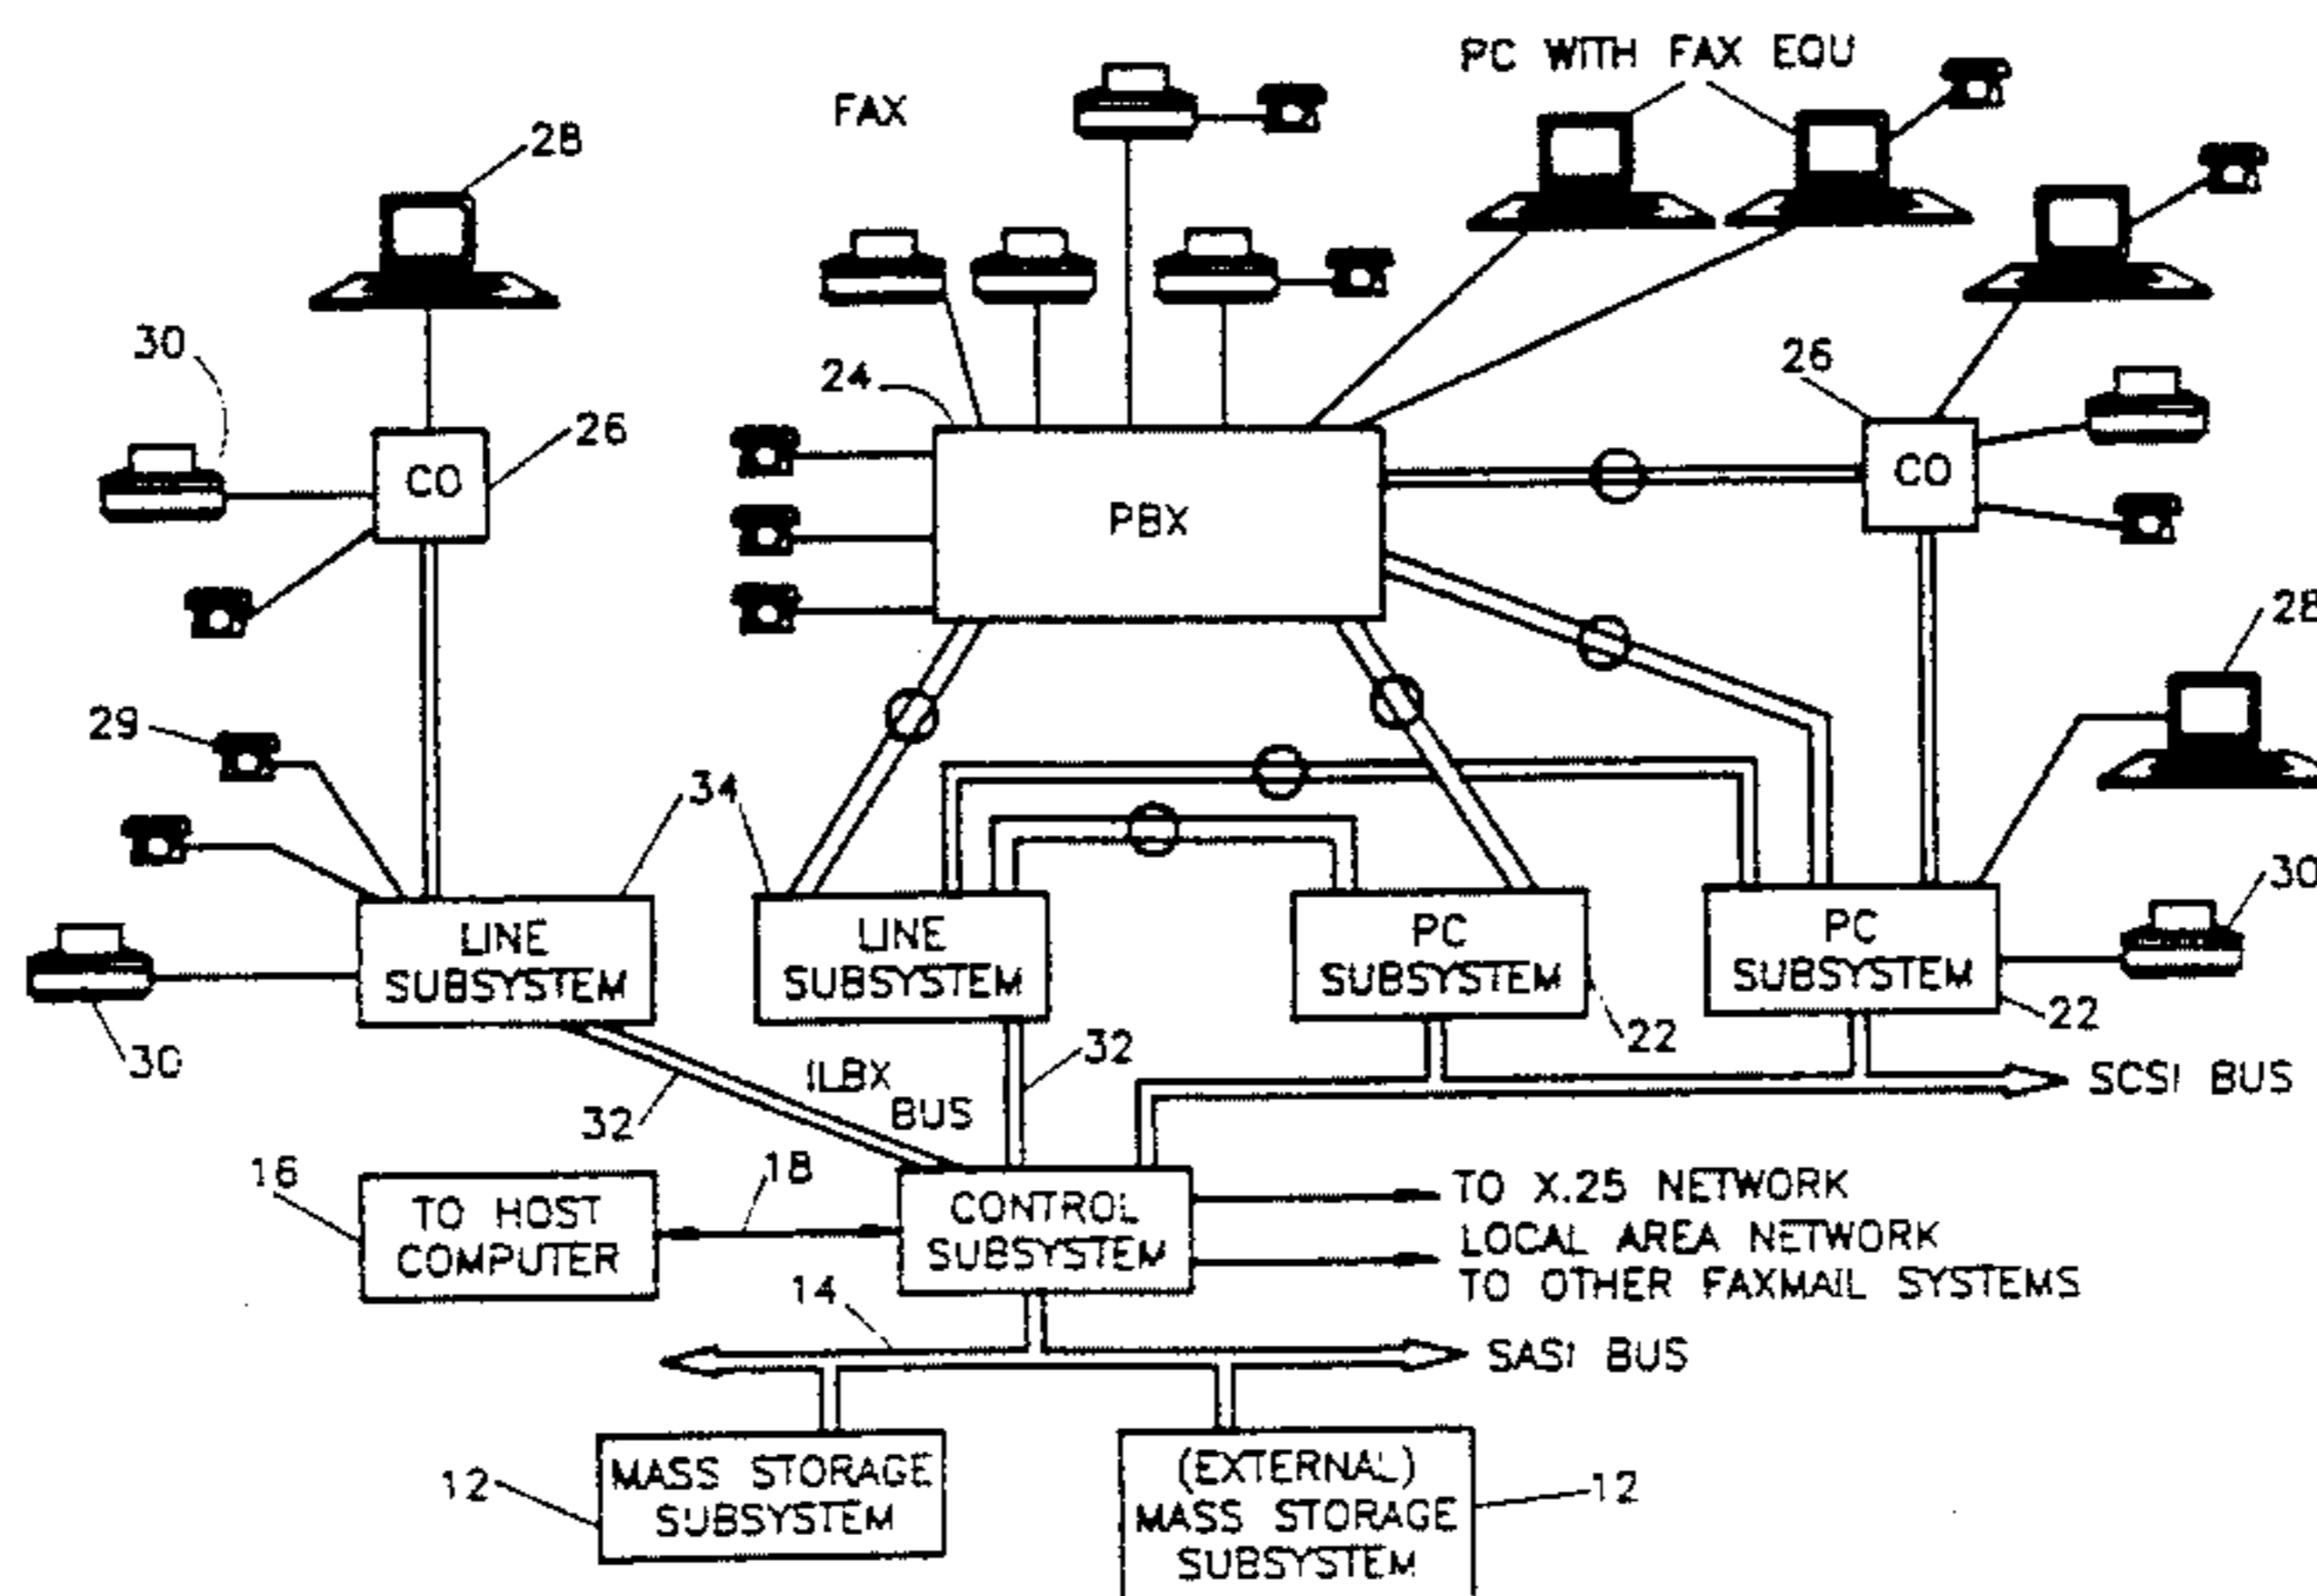 PC WITH FAX EQU
FAX
28
30
24
26
26
CO
PBX
CO
28
29
34
30
LINE
SUBSYSTEM
LINE
SUBSYSTEM
PC
SUBSYSTEM
PC
SUBSYSTEM
30
32
ILBX
BUS
32
22
22
SCSI BUS
16
TO HOST
COMPUTER
18
CONTROL
SUBSYSTEM
TO X.25 NETWORK
LOCAL AREA NETWORK
TO OTHER FAXMAIL SYSTEMS
14
SASI BUS
12
MASS STORAGE
SUBSYSTEM
(EXTERNAL)
MASS STORAGE
SUBSYSTEM
12